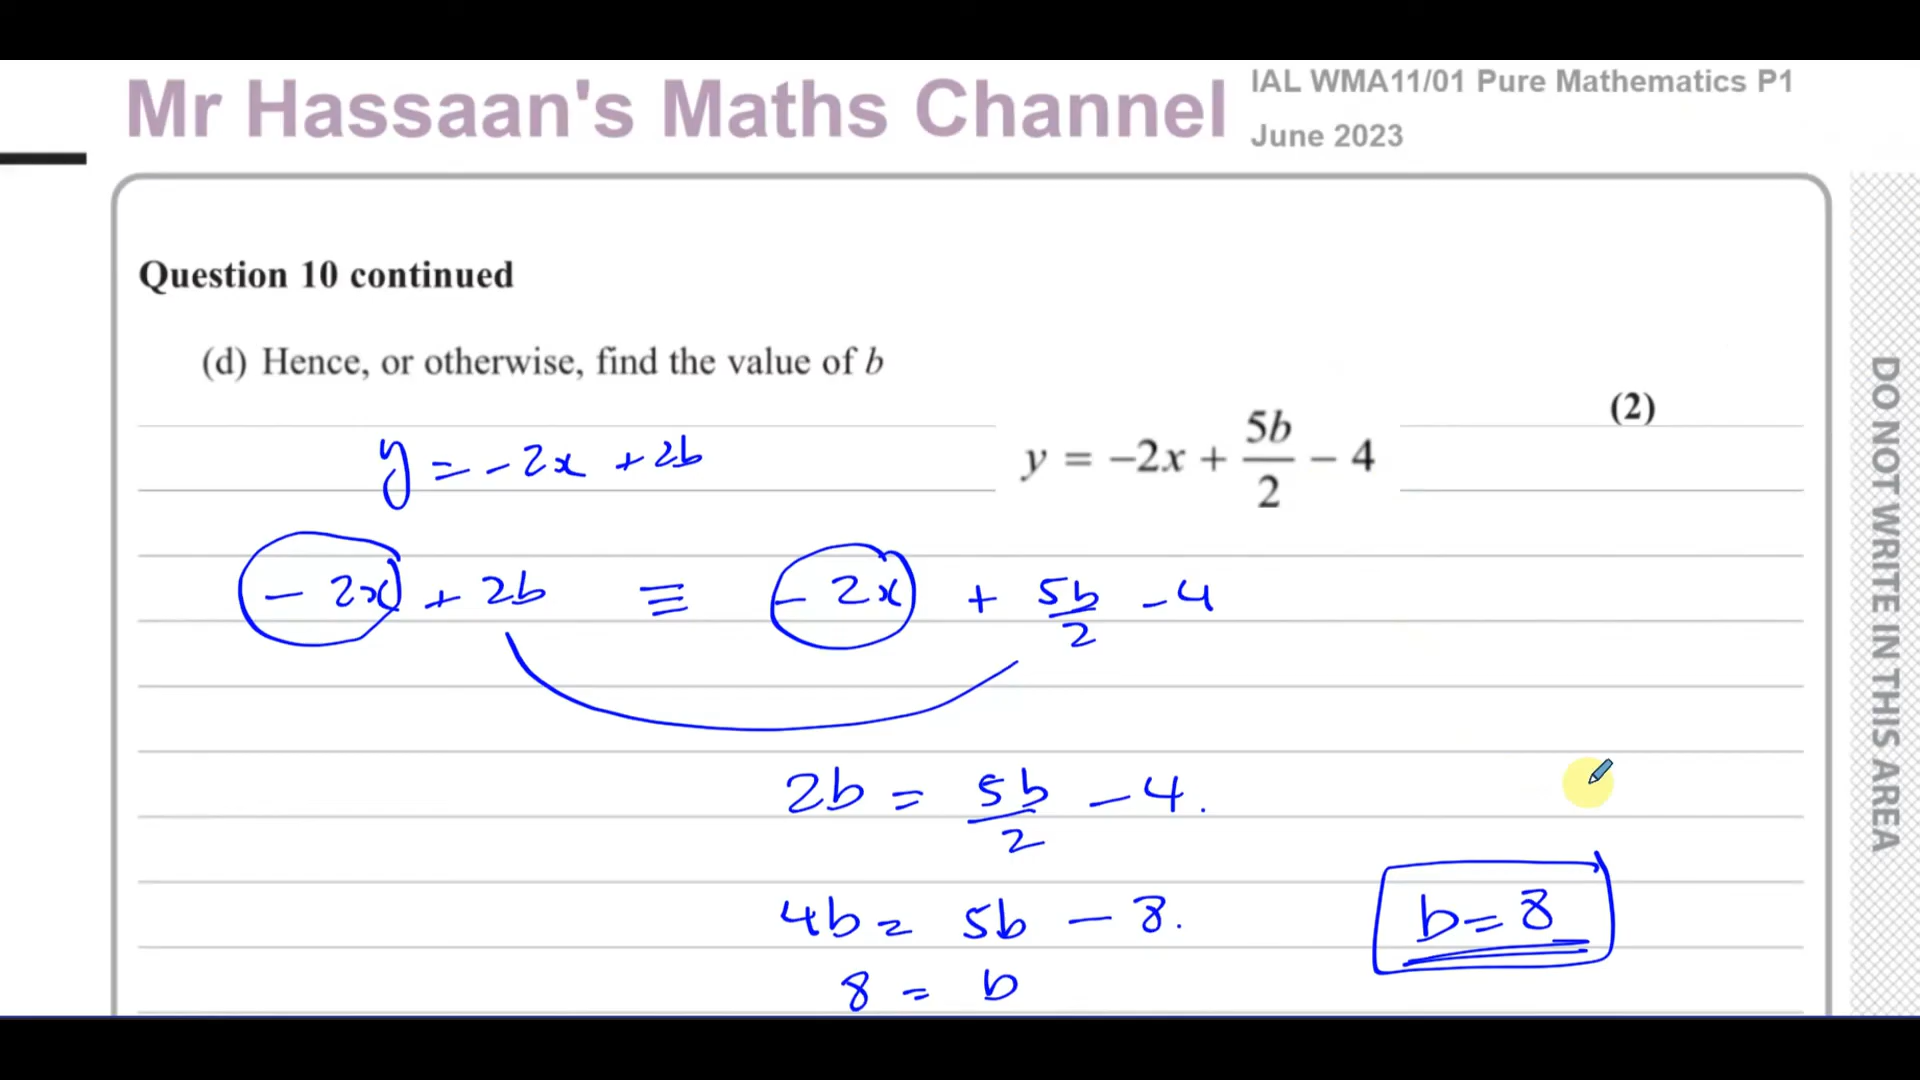 Mr Hassaan's Maths Channel
IAL WMA11/01 Pure Mathematics P1
June 2023
Question 10 continued
(d) Hence, or otherwise, find the value of b
(2)
y = -2x + 2b
y = −2x + 5b/2 − 4
- 2x + 2b ≡ - 2x + 5b/2 - 4
2b = 5b/2 - 4.
4b = 5b - 8.
b = 8
8 = b
DO NOT WRITE IN THIS AREA